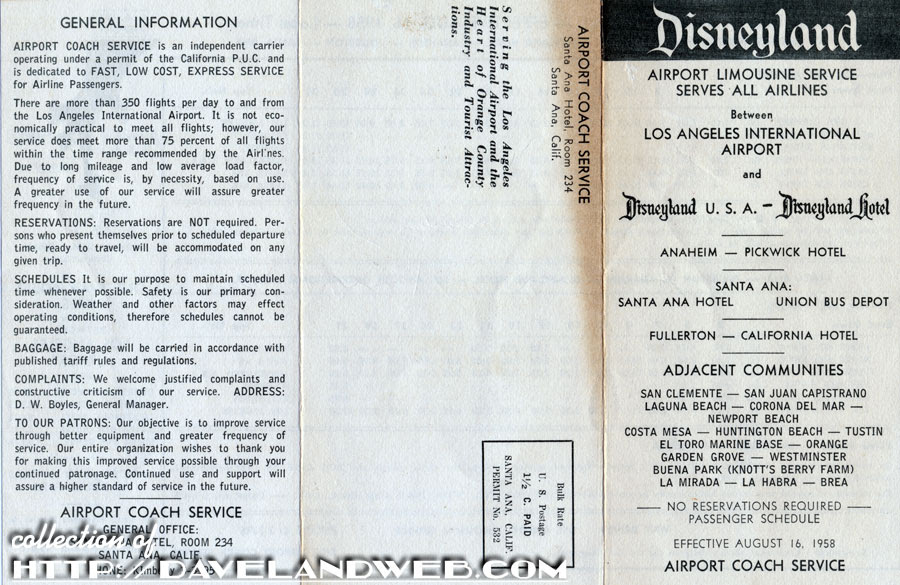 GENERAL INFORMATION
AIRPORT COACH SERVICE is an independent carrier
operating under a permit of the California P.U.C. and
is dedicated to FAST, LOW COST, EXPRESS SERVICE
for Airline Passengers.
There are more than 350 flights per day to and from
the Los Angeles International Airport. It is not eco-
nomically practical to meet all flights; however, our
service does meet more than 75 percent of all flights
within the time range recommended by the Airlines.
Due to long mileage and low average load factor,
frequency of service is, by necessity, based on use.
A greater use of our service will assure greater
frequency in the future.
RESERVATIONS: Reservations are NOT required. Per-
sons who present themselves prior to scheduled departure
time, ready to travel, will be accommodated on any
given trip.
SCHEDULES It is our purpose to maintain scheduled
time whenever possible. Safety is our primary con-
sideration. Weather and other factors may effect
operating conditions, therefore schedules cannot be
guaranteed.
BAGGAGE: Baggage will be carried in accordance with
published tariff rules and regulations.
COMPLAINTS: We welcome justified complaints and
constructive criticism of our service. ADDRESS:
D. W. Boyles, General Manager.
TO OUR PATRONS: Our objective is to improve service
through better equipment and greater frequency of
service. Our entire organization wishes to thank you
for making this improved service possible through your
continued patronage. Continued use and support will
assure a higher standard of service in the future.
AIRPORT COACH SERVICE
GENERAL OFFICE:
HOTEL, ROOM 234
SANTA ANA, CALIF.
collection of
HTTP://DAVELANDWEB.COM
AIRPORT COACH SERVICE
Santa Ana Hotel, Room 234
Santa Ana, Calif.
Serving the Los Angeles
International Airport and the
Heart of Orange County
Industry and Tourist Attrac-
tions.
Bulk Rate
U. S. Postage
1½ C. PAID
SANTA ANA, CALIF.
PERMIT No. 532
Disneyland
AIRPORT LIMOUSINE SERVICE
SERVES ALL AIRLINES
Between
LOS ANGELES INTERNATIONAL
AIRPORT
and
Disneyland U. S. A. — Disneyland Hotel
ANAHEIM — PICKWICK HOTEL
SANTA ANA:
SANTA ANA HOTEL UNION BUS DEPOT
FULLERTON — CALIFORNIA HOTEL
ADJACENT COMMUNITIES
SAN CLEMENTE — SAN JUAN CAPISTRANO
LAGUNA BEACH — CORONA DEL MAR —
NEWPORT BEACH
COSTA MESA — HUNTINGTON BEACH — TUSTIN
EL TORO MARINE BASE — ORANGE
GARDEN GROVE — WESTMINSTER
BUENA PARK (KNOTT'S BERRY FARM)
LA MIRADA — LA HABRA — BREA
— NO RESERVATIONS REQUIRED —
PASSENGER SCHEDULE
EFFECTIVE AUGUST 16, 1958
AIRPORT COACH SERVICE